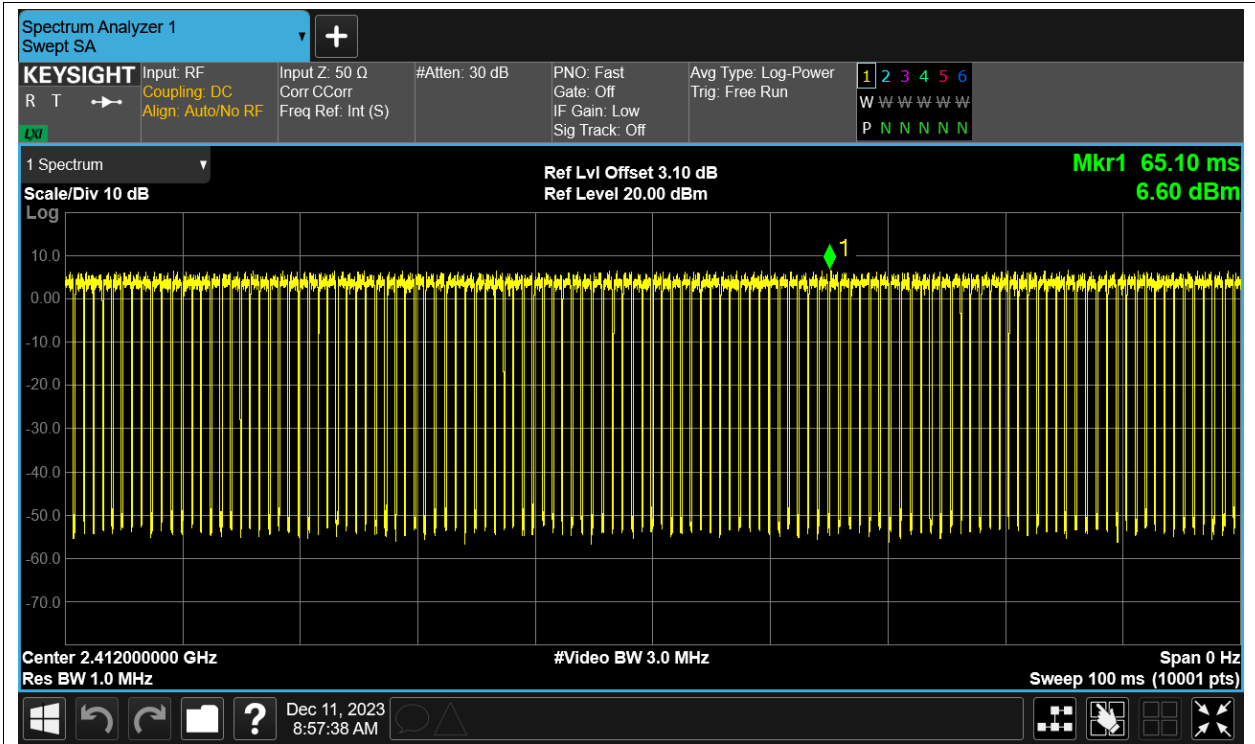 Spectrum Analyzer 1
Swept SA
KEYSIGHT
R T
LXI
Input: RF
Coupling: DC
Align: Auto/No RF
Input Z: 50 Ω
Corr CCorr
Freq Ref: Int (S)
#Atten: 30 dB
PNO: Fast
Gate: Off
IF Gain: Low
Sig Track: Off
Avg Type: Log-Power
Trig: Free Run
1 2 3 4 5 6
W W W W W W
P N N N N N
1 Spectrum
Scale/Div 10 dB
Log
Ref Lvl Offset 3.10 dB
Ref Level 20.00 dBm
Mkr1 65.10 ms
6.60 dBm
1
10.0
0.00
-10.0
-20.0
-30.0
-40.0
-50.0
-60.0
-70.0
Center 2.412000000 GHz
#Video BW 3.0 MHz
Span 0 Hz
Res BW 1.0 MHz
Sweep 100 ms (10001 pts)
?
Dec 11, 2023
8:57:38 AM